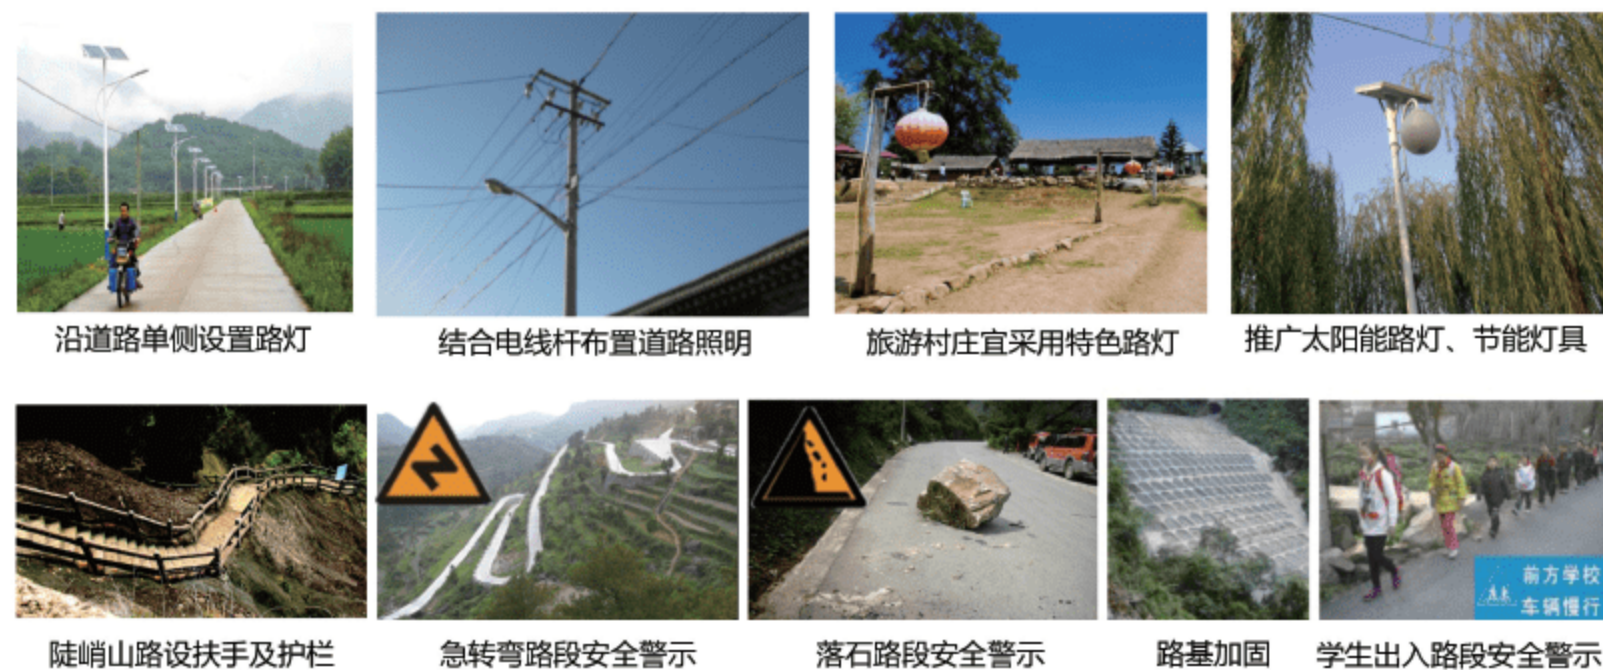 沿道路单侧设置路灯
结合电线杆布置道路照明
旅游村庄宜采用特色路灯
推广太阳能路灯、节能灯具
前方学校
车辆慢行
陡峭山路设扶手及护栏
急转弯路段安全警示
落石路段安全警示
路基加固
学生出入路段安全警示